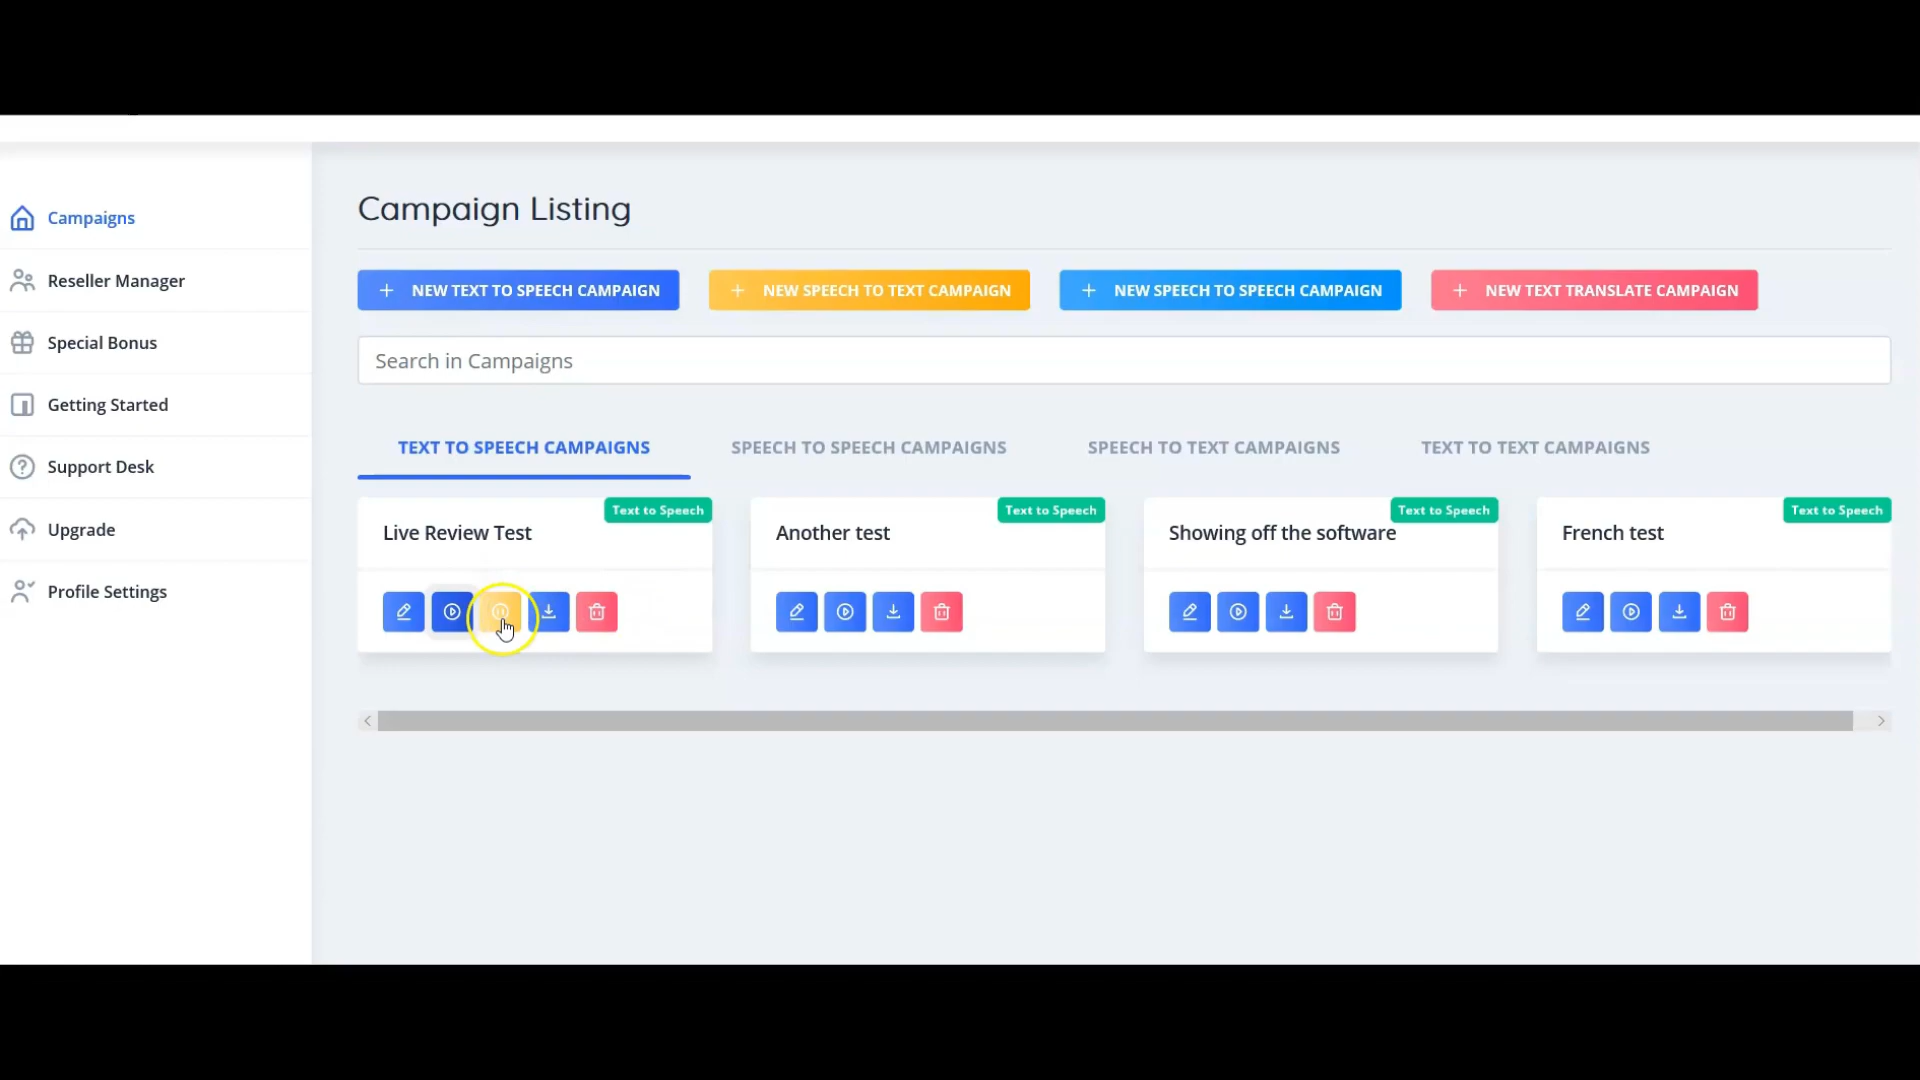 Campaigns
Reseller Manager
Special Bonus
Getting Started
Support Desk
Upgrade
Profile Settings
Campaign Listing
+ NEW TEXT TO SPEECH CAMPAIGN
+ NEW SPEECH TO TEXT CAMPAIGN
+ NEW SPEECH TO SPEECH CAMPAIGN
+ NEW TEXT TRANSLATE CAMPAIGN
Search in Campaigns
TEXT TO SPEECH CAMPAIGNS
SPEECH TO SPEECH CAMPAIGNS
SPEECH TO TEXT CAMPAIGNS
TEXT TO TEXT CAMPAIGNS
Text to Speech
Live Review Test
Text to Speech
Another test
Text to Speech
Showing off the software
Text to Speech
French test